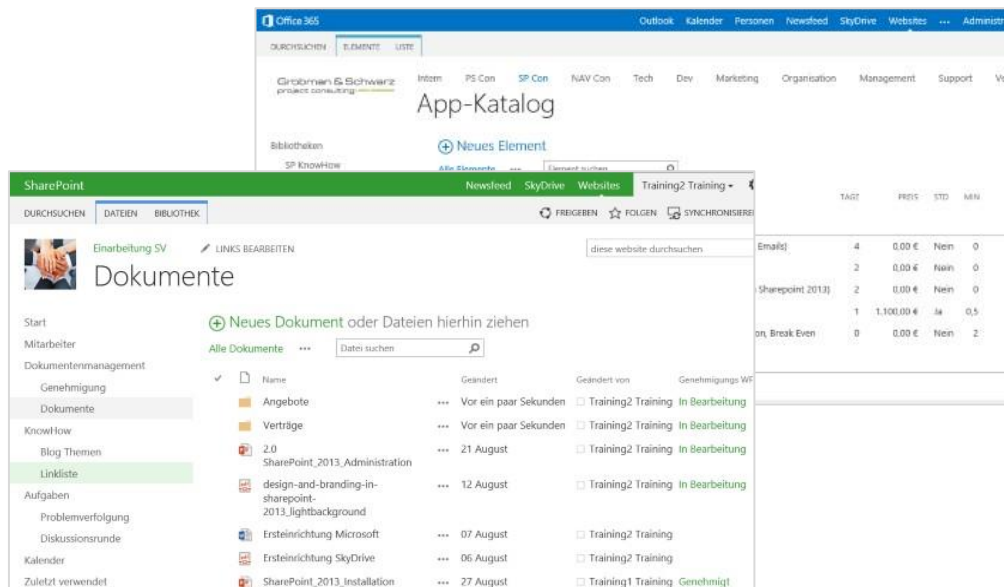 Office 365
Outlook Kalender Personen Newsfeed SkyDrive Websites ... Administr
DURCHSUCHEN ELEMENTE LISTE
Grobman & Schwarz
project consulting
Intern PS Con SP Con NAV Con Tech Dev Marketing Organisation Management Support
App-Katalog
Bibliotheken
SP KnowHow
Neues Element
Alle Elemente ... Element suchen
TAGE PREIS STD MIN
Emails) 4 0,00 € Nein 0
2 0,00 € Nein 0
Sharepoint 2013) 2 0,00 € Nein 0
1 1.100,00 € Ja 0,5
on, Break Even 0 0,00 € Nein 2
SharePoint
Newsfeed SkyDrive Websites Training2 Training
DURCHSUCHEN DATEIEN BIBLIOTHEK
FREIGEBEN FOLGEN SYNCHRONISIERE
Einarbeitung SV
LINKS BEARBEITEN
diese website durchsuchen
Dokumente
Start
Mitarbeiter
Dokumentenmanagement
Genehmigung
Dokumente
KnowHow
Blog Themen
Linkliste
Aufgaben
Problemverfolgung
Diskussionsrunde
Kalender
Zuletzt verwendet
Neues Dokument oder Dateien hierhin ziehen
Alle Dokumente ... Datei suchen
Name Geändert Geändert von Genehmigungs WF
Angebote ... Vor ein paar Sekunden Training2 Training In Bearbeitung
Verträge ... Vor ein paar Sekunden Training2 Training In Bearbeitung
2.0 ... 21 August Training2 Training In Bearbeitung
SharePoint_2013_Administration
design-and-branding-in- ... 12 August Training2 Training In Bearbeitung
sharepoint-
2013_lightbackground
Ersteinrichtung Microsoft ... 07 August Training2 Training
Ersteinrichtung SkyDrive ... 06 August Training2 Training
SharePoint_2013_Installation ... 27 August Training1 Training Genehmigt